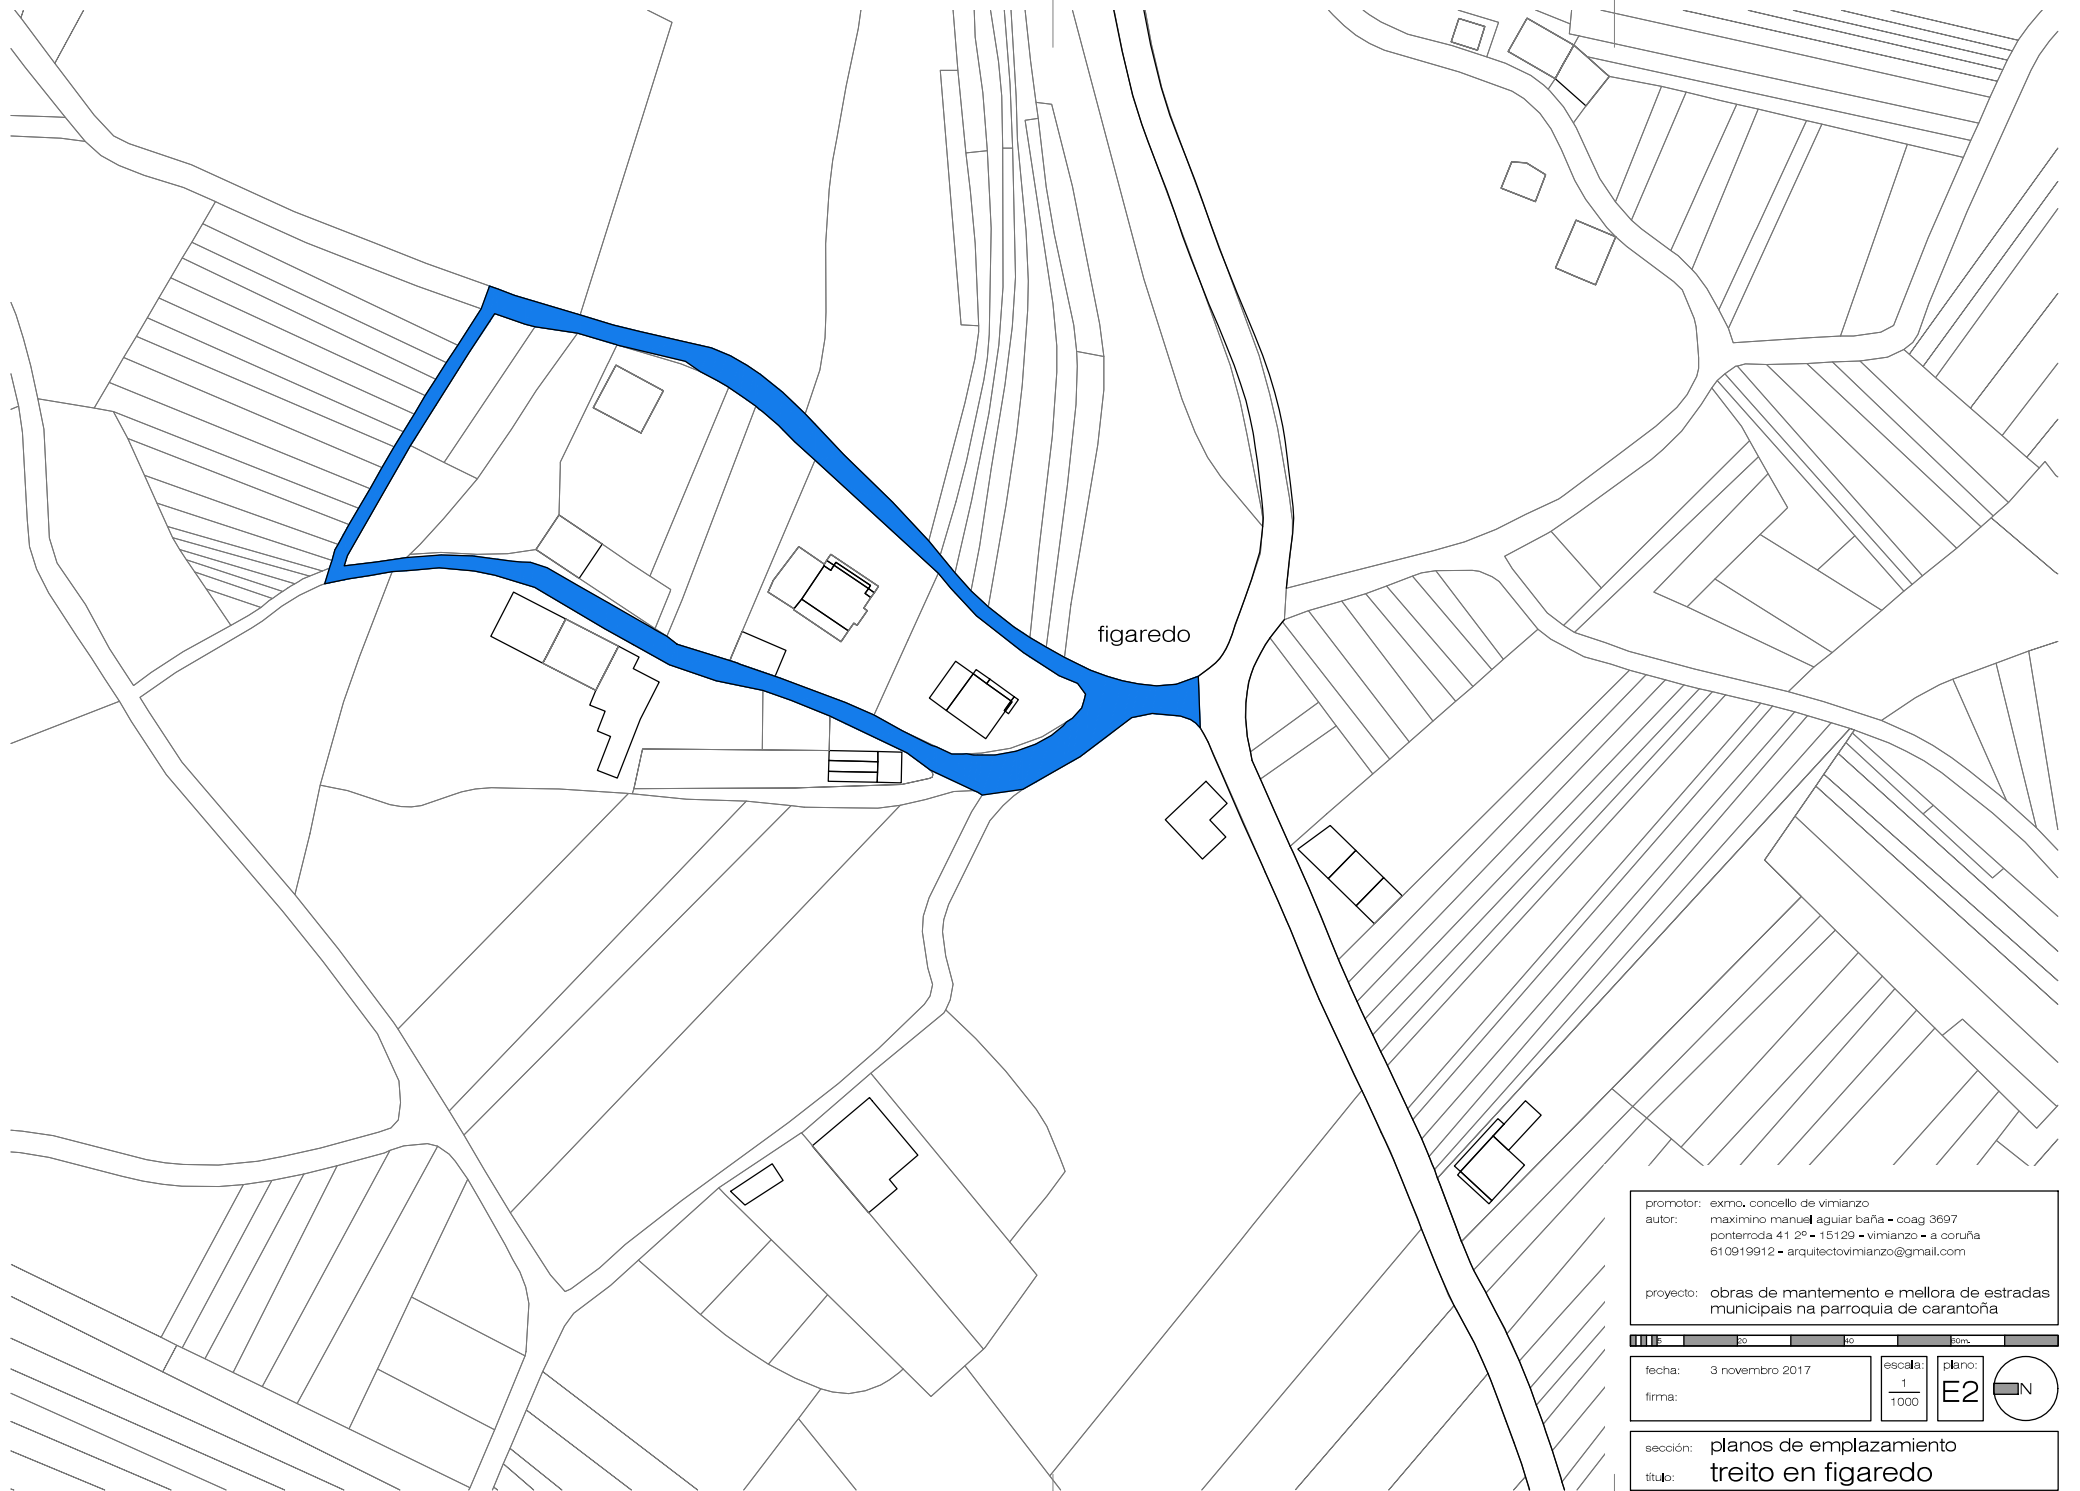 figaredo
promotor: exmo. concello de vimianzo
autor: maximino manuel aguiar baña - coag 3697
ponterroda 41 2º - 15129 - vimianzo - a coruña
610919912 - arquitectovimianzo@gmail.com
proyecto: obras de mantemento e mellora de estradas
municipais na parroquia de carantoña
5 20 40 60m.
fecha: 3 novembro 2017
firma:
escala:
1
1000
plano:
E2
N
sección: planos de emplazamiento
título: treito en figaredo